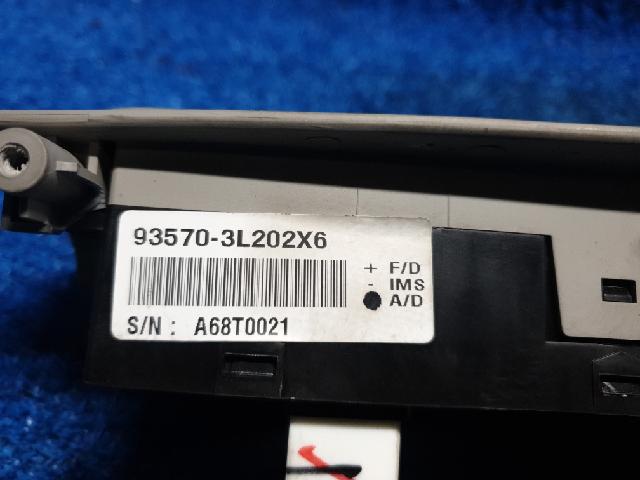 93570-3L202X6
+ F/D
- IMS
● A/D
S/N : A68T0021